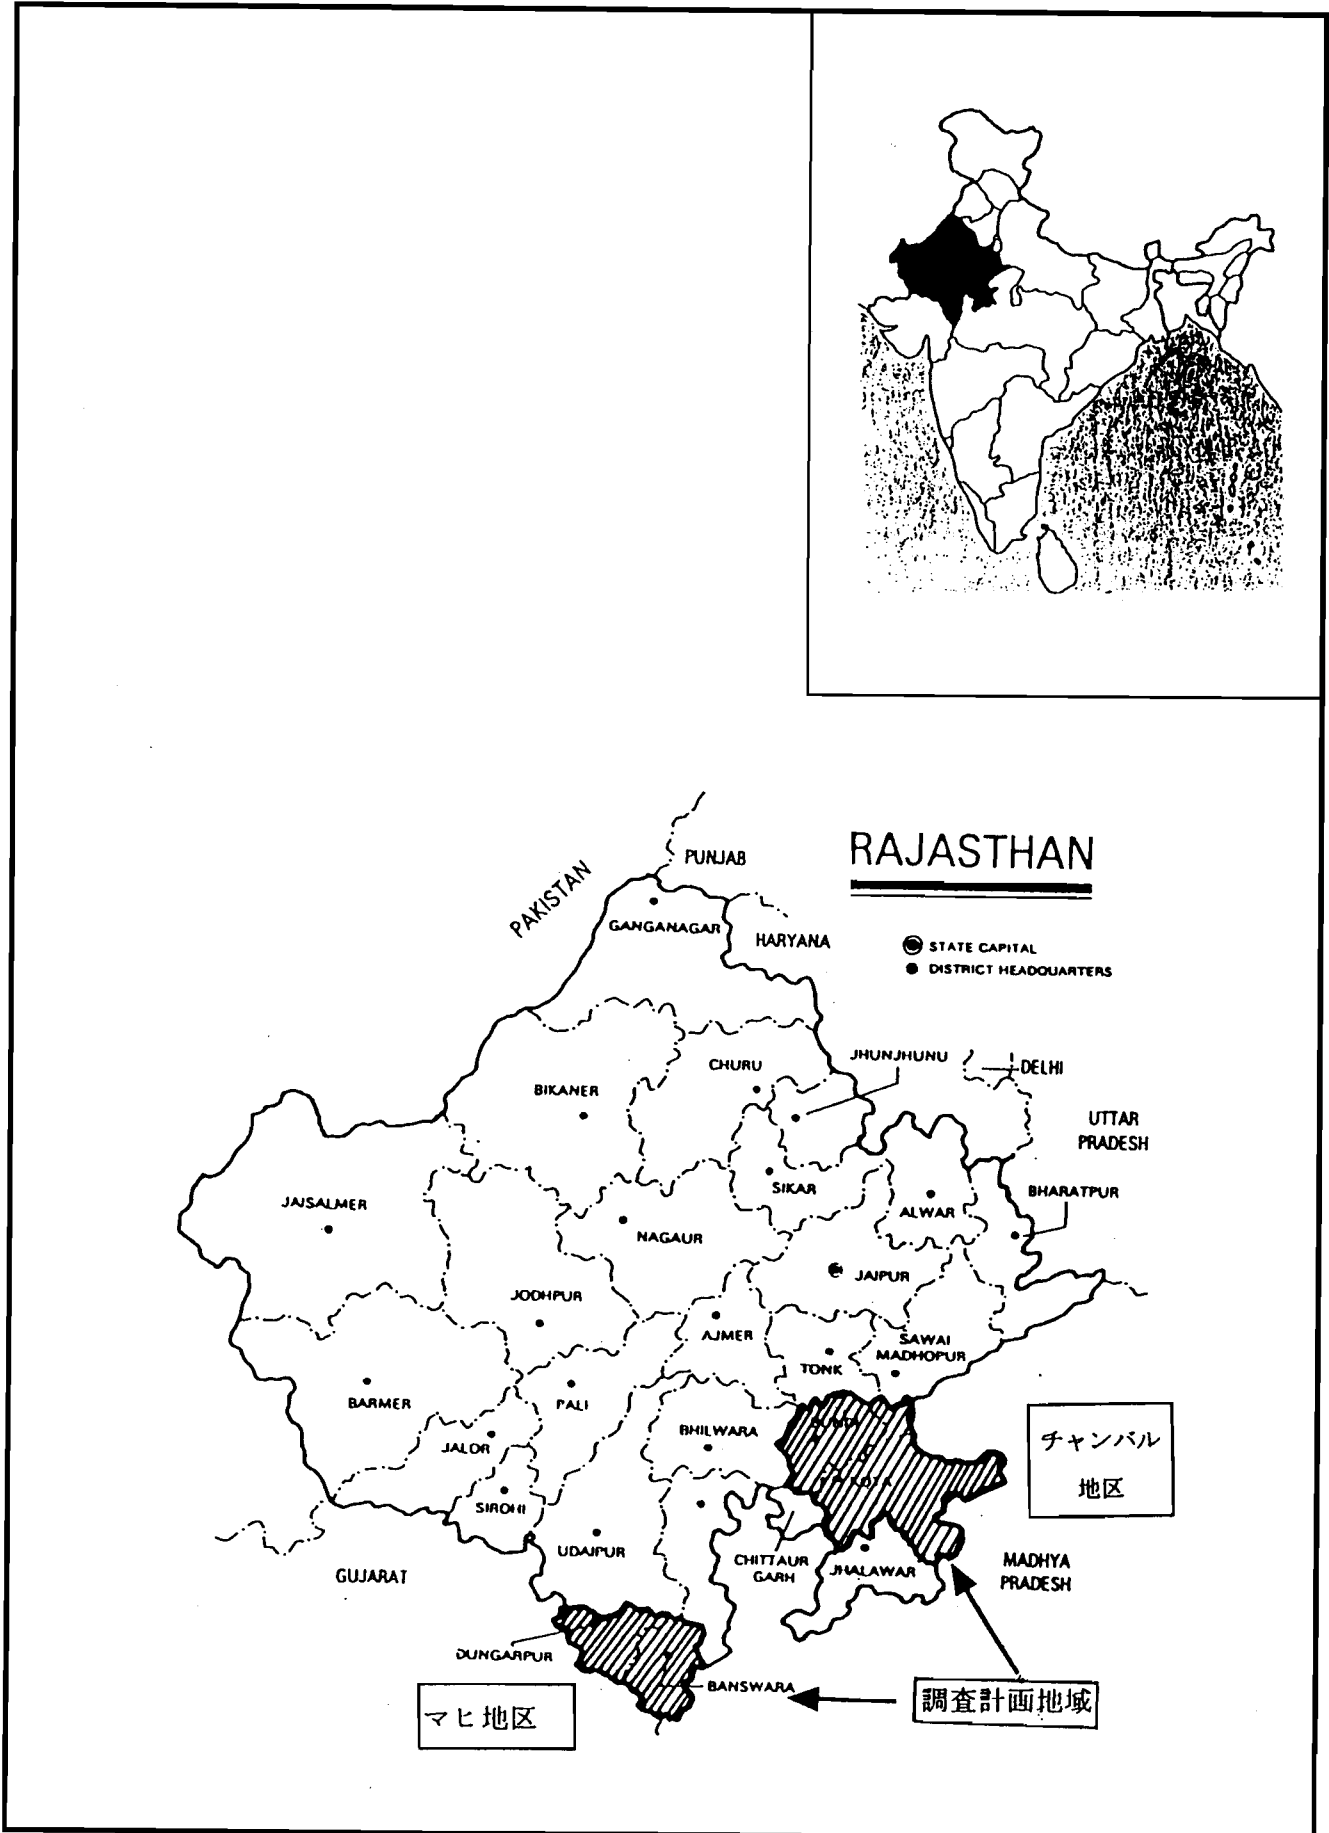 RAJASTHAN
PUNJAB
PAKISTAN
GANGANAGAR
HARYANA
STATE CAPITAL
DISTRICT HEADQUARTERS
JHUNJHUNU
DELHI
CHURU
BIKANER
UTTAR
PRADESH
SIKAR
BHARATPUR
JAISALMER
ALWAR
NAGAUR
JAIPUR
JODHPUR
AJMER
SAWAI
MADHOPUR
TONK
BARMER
PALI
BUNDI
BHILWARA
チャンバル
地区
JALOR
KOTA
SIROHI
UDAIPUR
CHITTAUR
GARH
JHALAWAR
MADHYA
PRADESH
GUJARAT
DUNGARPUR
BANSWARA
マヒ地区
調査計画地域